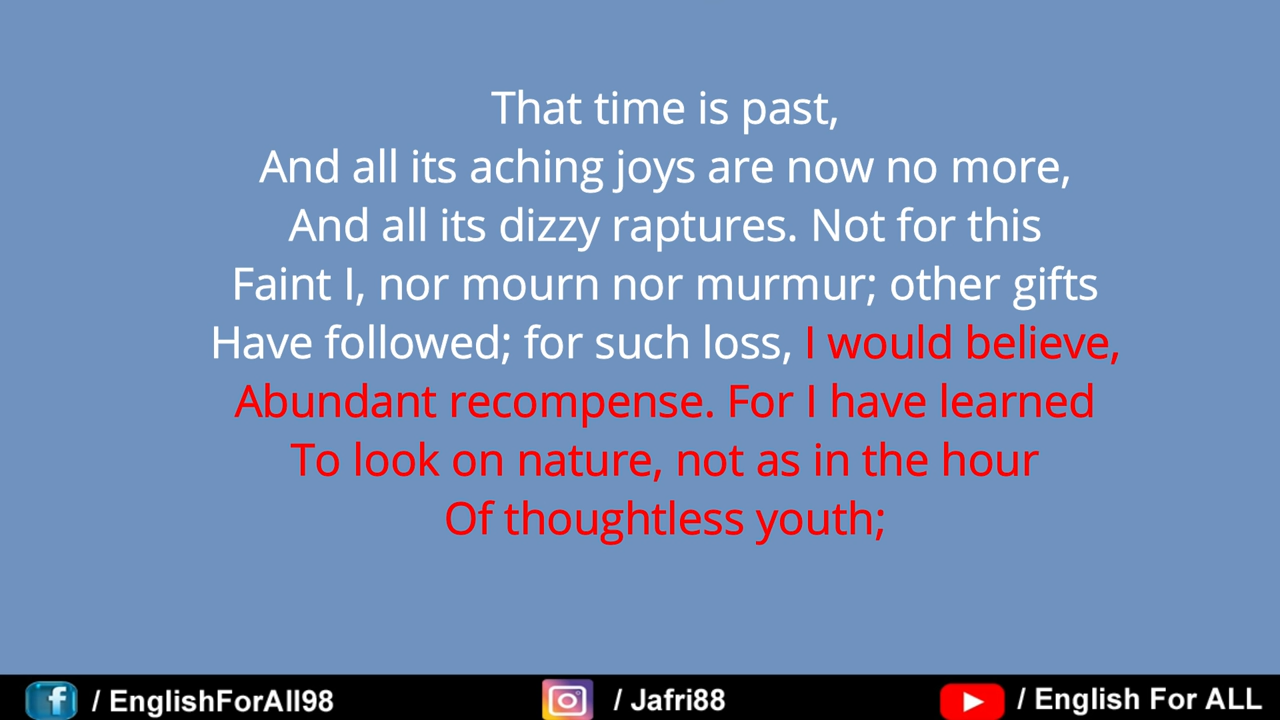 That time is past,
And all its aching joys are now no more,
And all its dizzy raptures. Not for this
Faint I, nor mourn nor murmur; other gifts
Have followed; for such loss, I would believe,
Abundant recompense. For I have learned
To look on nature, not as in the hour
Of thoughtless youth;
/ EnglishForAll98
/ Jafri88
/ English For ALL